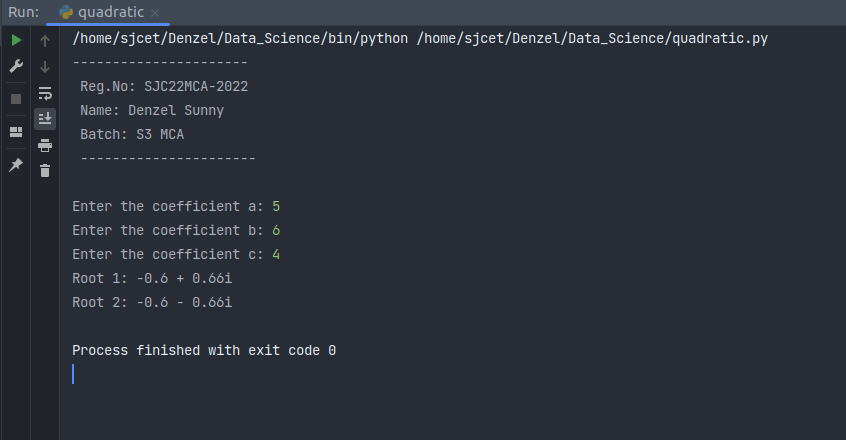 Run: quadratic ×
/home/sjcet/Denzel/Data_Science/bin/python /home/sjcet/Denzel/Data_Science/quadratic.py
----------------------
Reg.No: SJC22MCA-2022
Name: Denzel Sunny
Batch: S3 MCA
----------------------
Enter the coefficient a: 5
Enter the coefficient b: 6
Enter the coefficient c: 4
Root 1: -0.6 + 0.66i
Root 2: -0.6 - 0.66i
Process finished with exit code 0